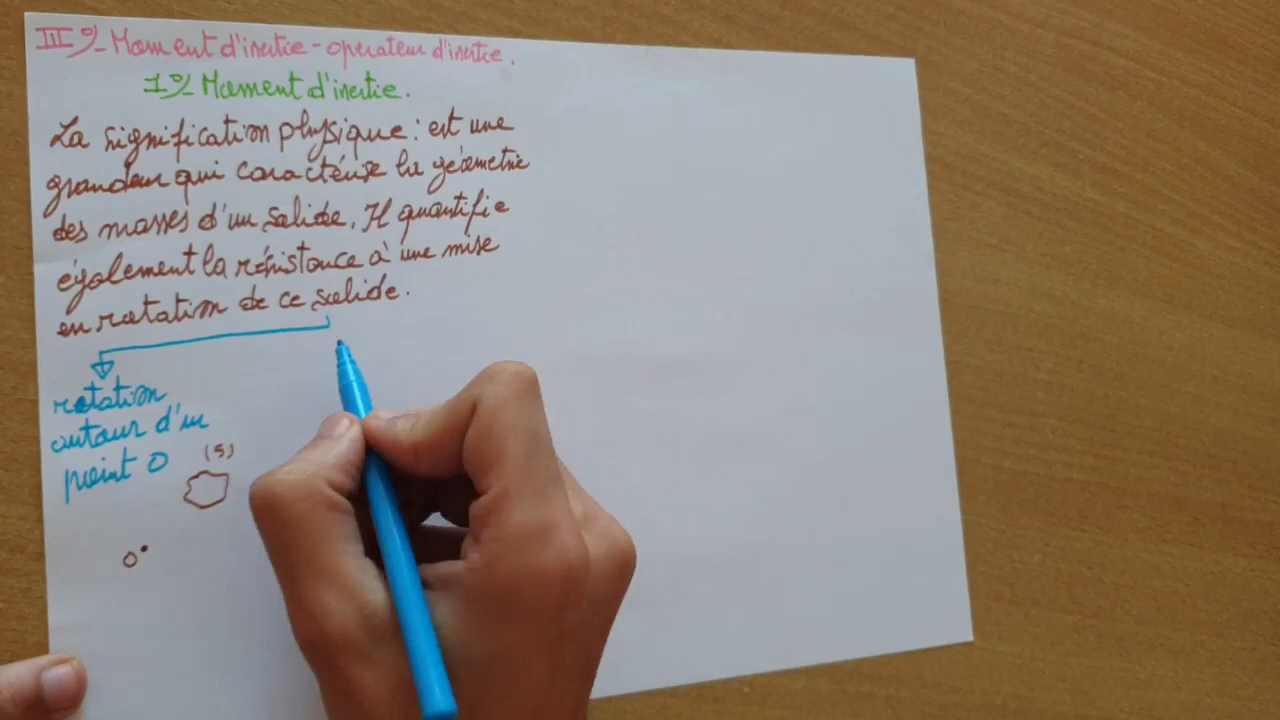 III°/- Moment d'inertie - operateur d'inertie.
1°/- Moment d'inertie.
La signification physique : est une
grandeur qui caractérise la géometrie
des masses d'un solide. Il quantifie
également la résistance à une mise
en rotation de ce solide.
rotation
autour d'un
point O
(S)
O